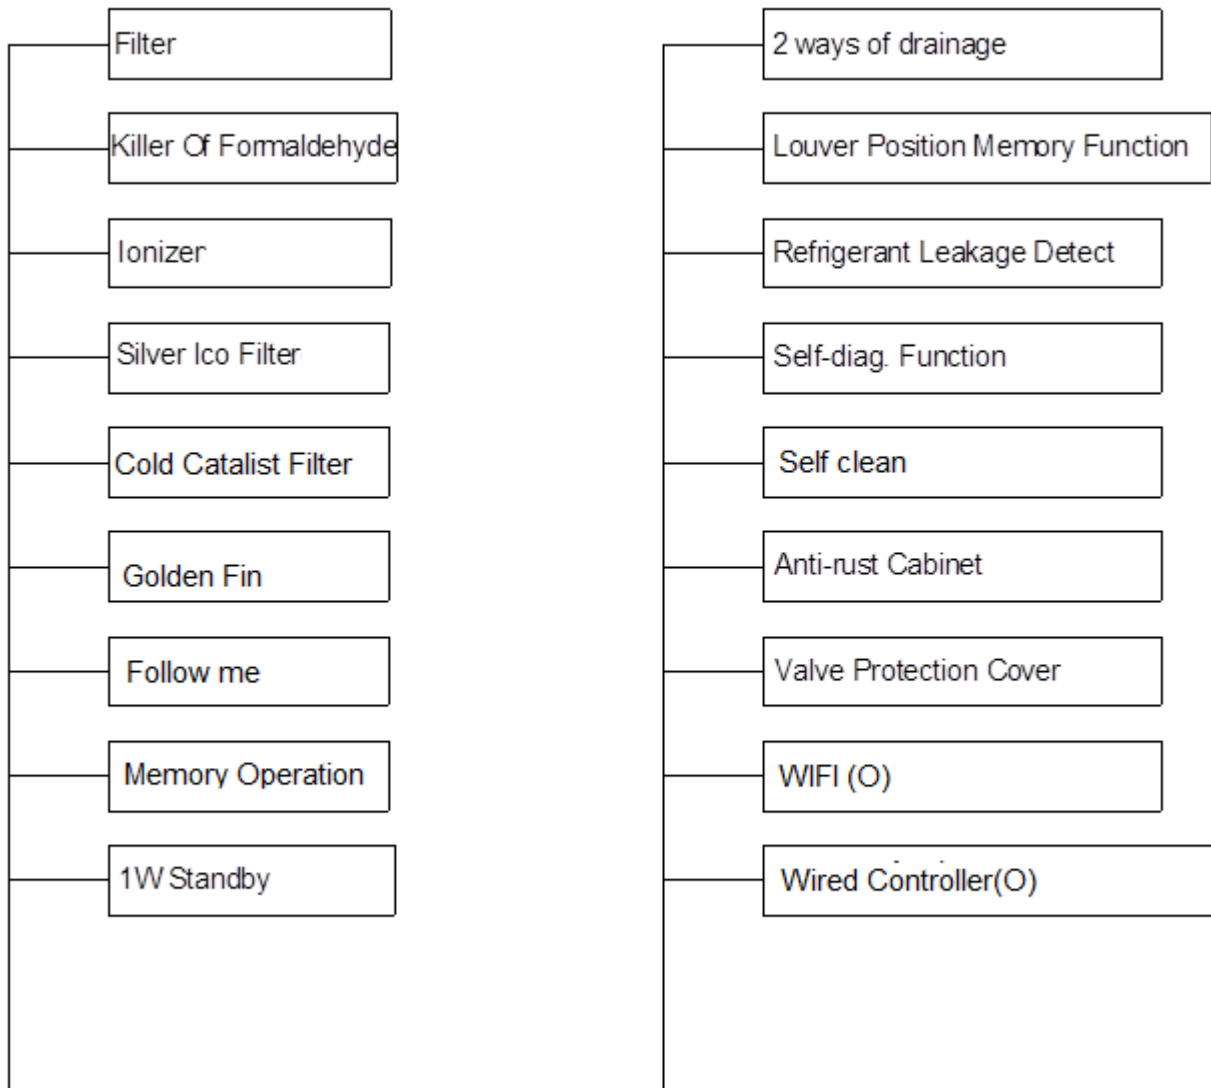 Filter
Killer Of Formaldehyde
Ionizer
Silver Ico Filter
Cold Catalist Filter
Golden Fin
Follow me
Memory Operation
1W Standby
2 ways of drainage
Louver Position Memory Function
Refrigerant Leakage Detect
Self-diag. Function
Self clean
Anti-rust Cabinet
Valve Protection Cover
WIFI (O)
Wired Controller(O)